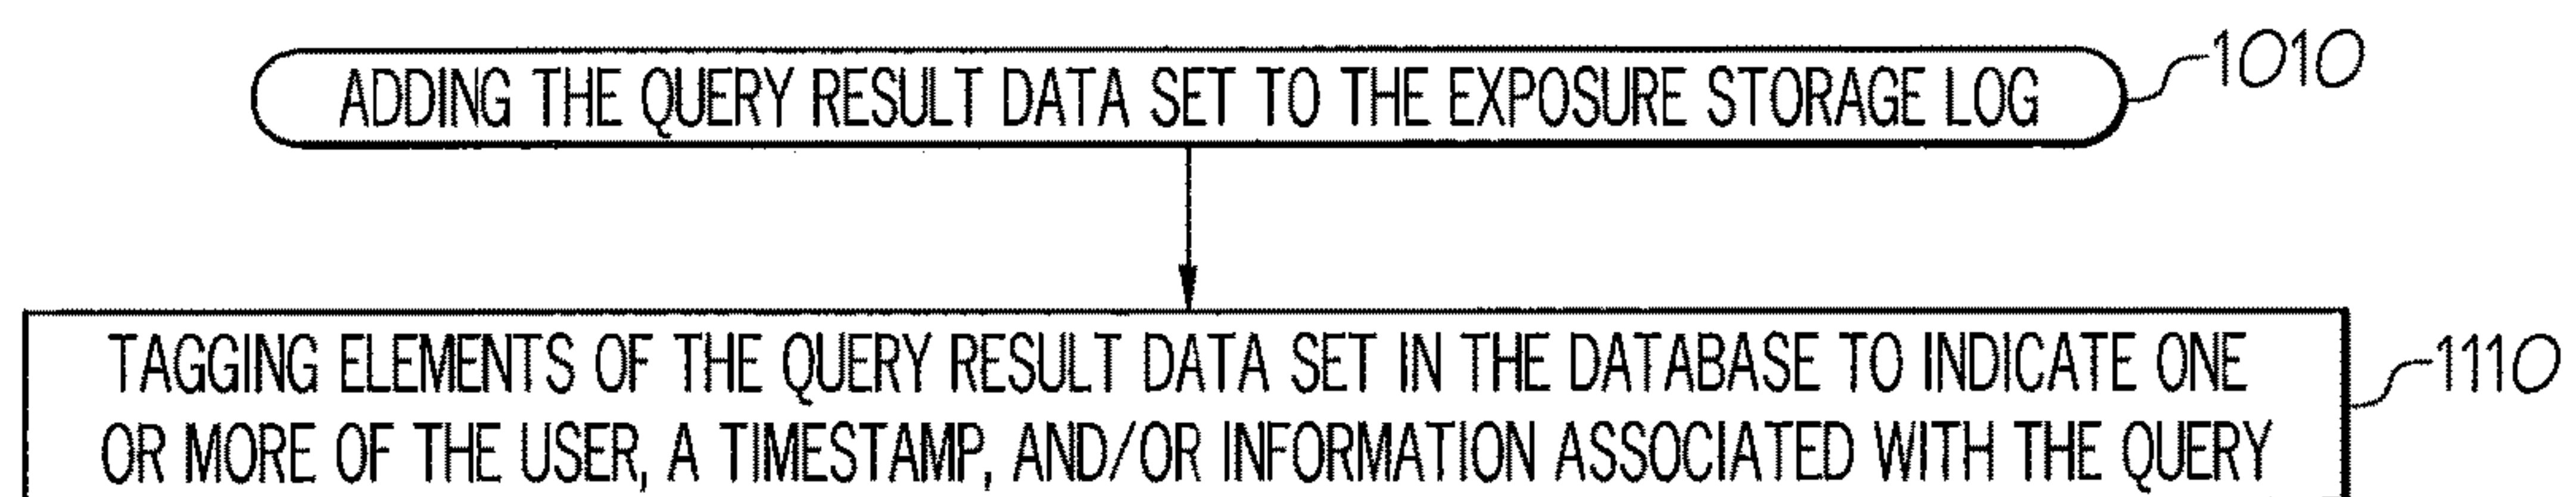 ADDING THE QUERY RESULT DATA SET TO THE EXPOSURE STORAGE LOG
1010
TAGGING ELEMENTS OF THE QUERY RESULT DATA SET IN THE DATABASE TO INDICATE ONE
1110
OR MORE OF THE USER, A TIMESTAMP, AND/OR INFORMATION ASSOCIATED WITH THE QUERY